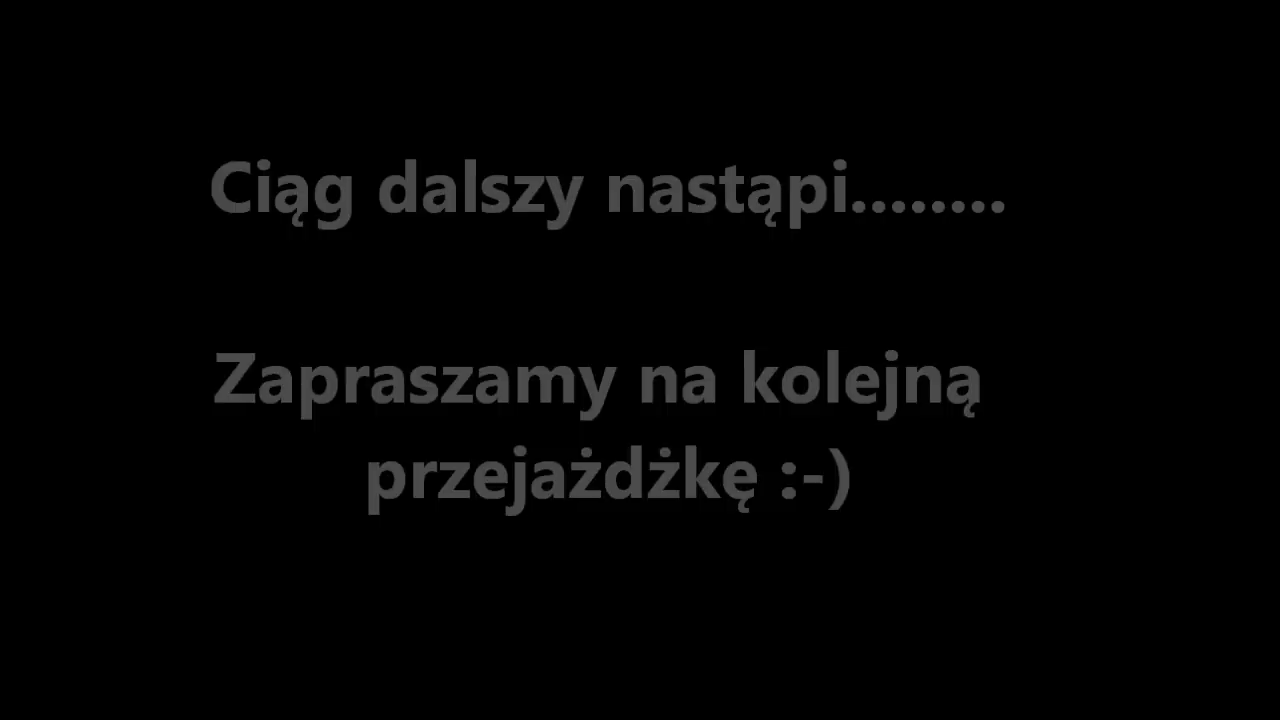 Ciąg dalszy nastąpi........
Zapraszamy na kolejną
przejażdżkę :-)